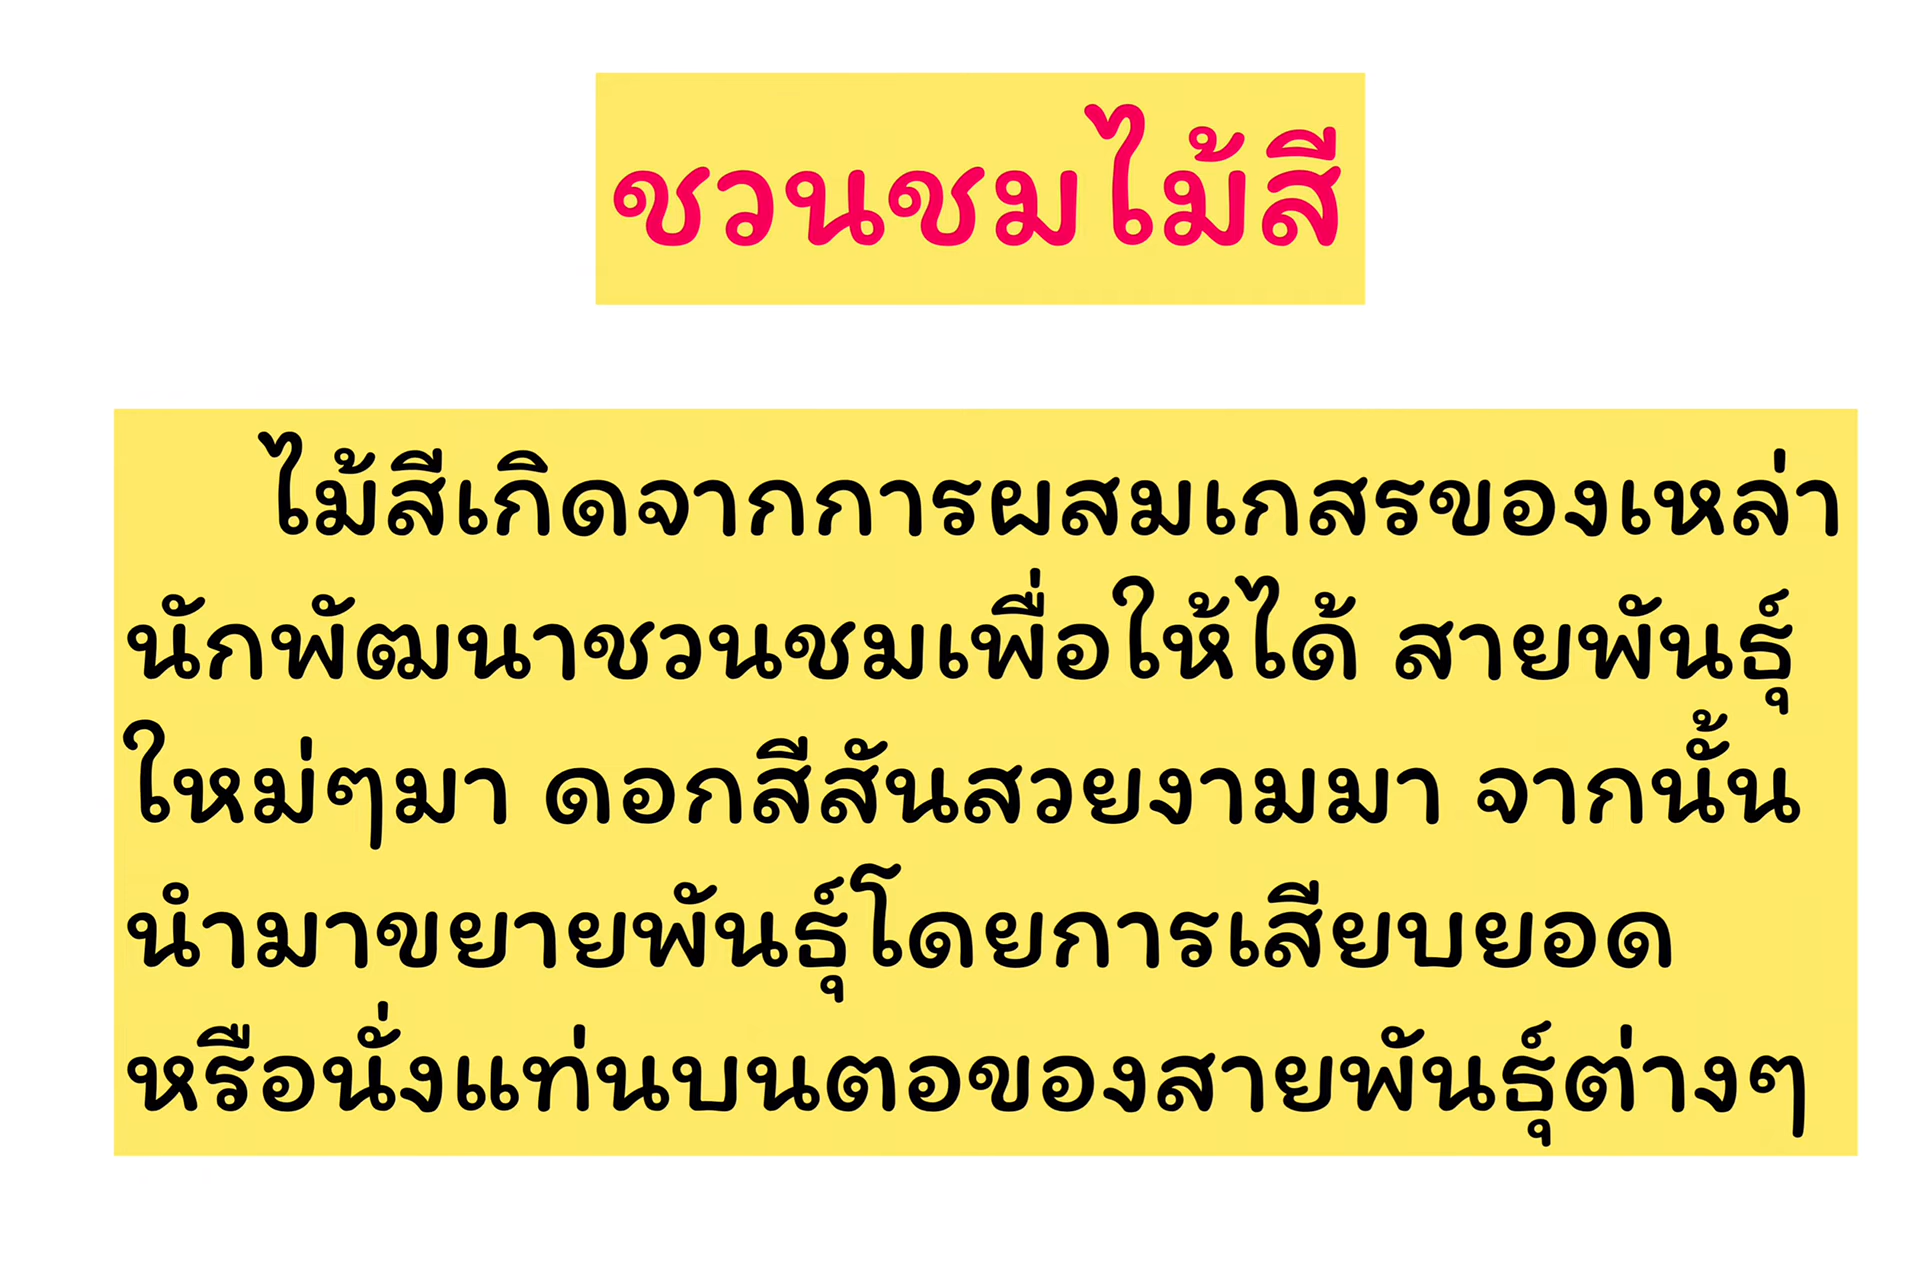 ชวนชมไม้สี
ไม้สีเกิดจากการผสมเกสรของเหล่า
นักพัฒนาชวนชมเพื่อให้ได้ สายพันธุ์
ใหม่ๆมา ดอกสีสันสวยงามมา จากนั้น
นำมาขยายพันธุ์โดยการเสียบยอด
หรือนั่งแท่นบนตอของสายพันธุ์ต่างๆ